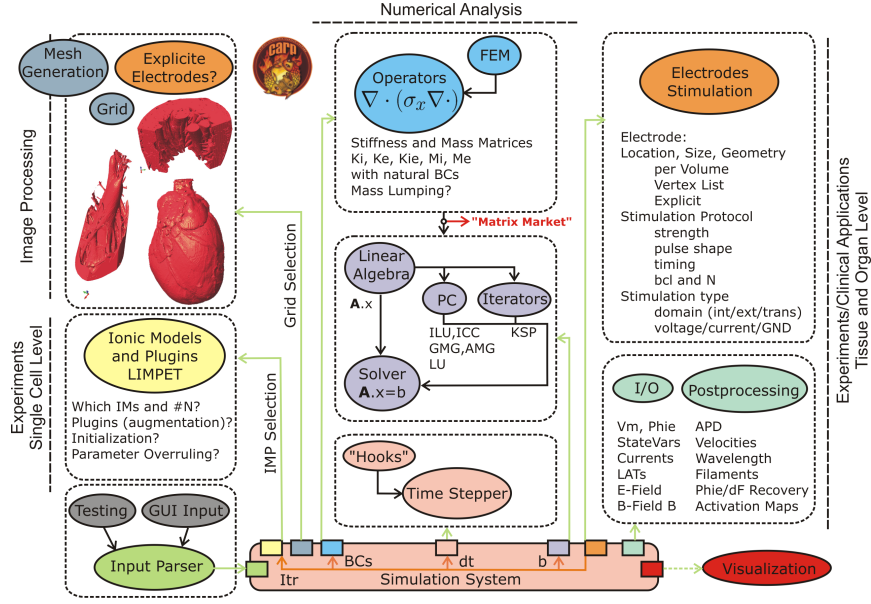 Numerical Analysis
Image Processing
Mesh
Generation
Explicite
Electrodes?
Grid
carp
FEM
Operators
∇ · (σx∇·)
Stiffness and Mass Matrices
Ki, Ke, Kie, Mi, Me
with natural BCs
Mass Lumping?
"Matrix Market"
Electrodes
Stimulation
Electrode:
Location, Size, Geometry
per Volume
Vertex List
Explicit
Stimulation Protocol
strength
pulse shape
timing
bcl and N
Stimulation type
domain (int/ext/trans)
voltage/current/GND
Experiments/Clinical Applications
Tissue and Organ Level
Grid Selection
Linear
Algebra
PC
Iterators
A.x
ILU,ICC
GMG,AMG
LU
KSP
Solver
A.x=b
Experiments
Single Cell Level
Ionic Models
and Plugins
LIMPET
Which IMs and #N?
Plugins (augmentation)?
Initialization?
Parameter Overruling?
IMP Selection
I/O
Postprocessing
Vm, Phie
StateVars
Currents
LATs
E-Field
B-Field B
APD
Velocities
Wavelength
Filaments
Phie/dF Recovery
Activation Maps
"Hooks"
Time Stepper
Testing
GUI Input
Input Parser
Itr
BCs
dt
b
Simulation System
Visualization